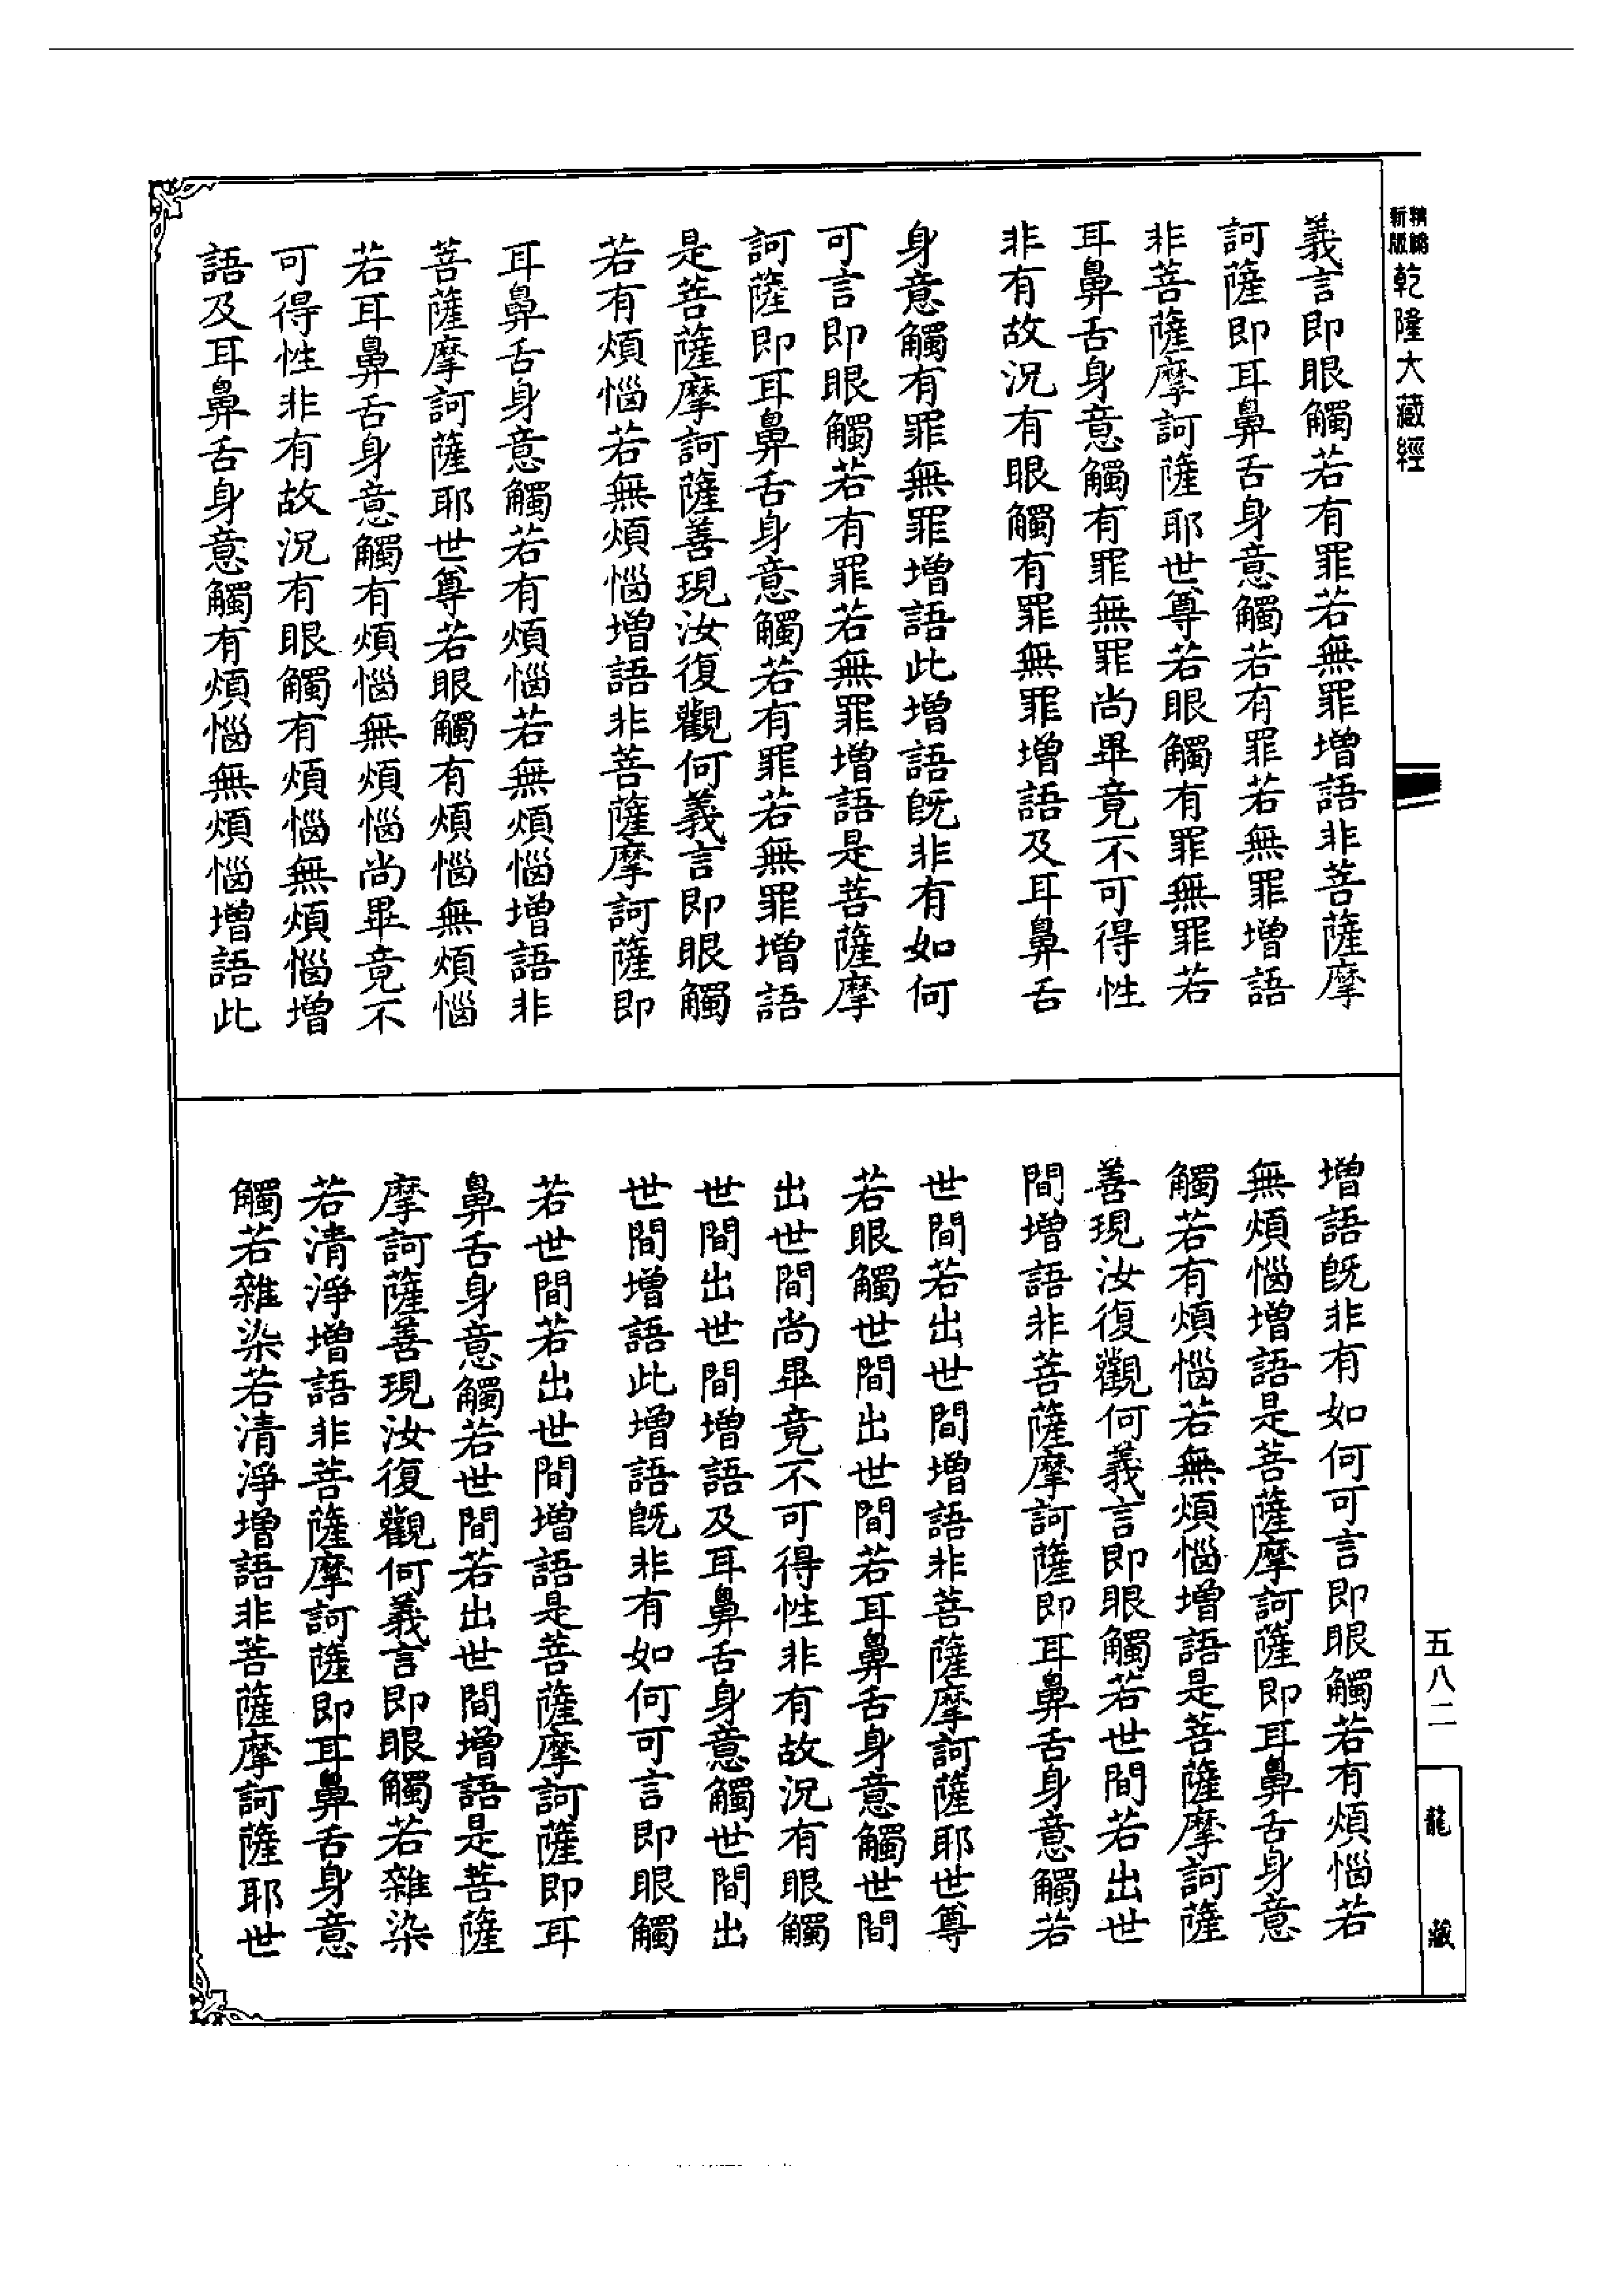 新版
精縮
乾隆大藏經
義言即眼觸若有罪若無罪增語非菩薩摩
訶薩即耳鼻舌身意觸若有罪若無罪增語
非菩薩摩訶薩耶世尊若眼觸有罪無罪若
耳鼻舌身意觸有罪無罪尚畢竟不可得性
非有故況有眼觸有罪無罪增語及耳鼻舌
身意觸有罪無罪增語此增語既非有如何
可言即眼觸若有罪若無罪增語是菩薩摩
訶薩即耳鼻舌身意觸若有罪若無罪增語
是菩薩摩訶薩善現汝復觀何義言即眼觸
若有煩惱若無煩惱增語非菩薩摩訶薩即
耳鼻舌身意觸若有煩惱若無煩惱增語非
菩薩摩訶薩耶世尊若眼觸有煩惱無煩惱
若耳鼻舌身意觸有煩惱無煩惱尚畢竟不
可得性非有故況有眼觸有煩惱無煩惱增
語及耳鼻舌身意觸有煩惱無煩惱增語此
增語既非有如何可言即眼觸若有煩惱若
無煩惱增語是菩薩摩訶薩即耳鼻舌身意
觸若有煩惱若無煩惱增語是菩薩摩訶薩
善現汝復觀何義言即眼觸若世間若出世
間增語非菩薩摩訶薩即耳鼻舌身意觸若
世間若出世間增語非菩薩摩訶薩耶世尊
若眼觸世間出世間若耳鼻舌身意觸世間
出世間尚畢竟不可得性非有故況有眼觸
世間出世間增語及耳鼻舌身意觸世間出
世間增語此增語既非有如何可言即眼觸
若世間若出世間增語是菩薩摩訶薩即耳
鼻舌身意觸若世間若出世間增語是菩薩
摩訶薩善現汝復觀何義言即眼觸若雜染
若清淨增語非菩薩摩訶薩即耳鼻舌身意
觸若雜染若清淨增語非菩薩摩訶薩耶世
五八二
龍藏